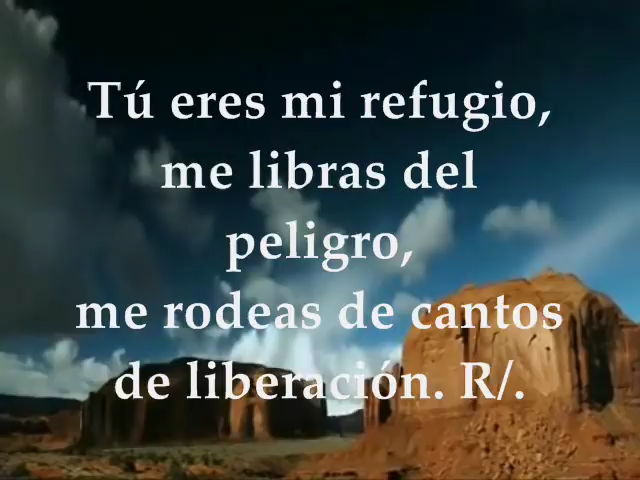 Tú eres mi refugio,
me libras del
peligro,
me rodeas de cantos
de liberación. R/.